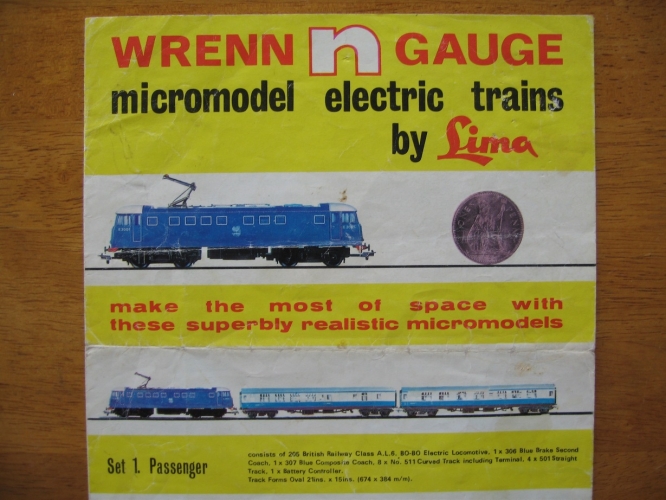 WRENN n GAUGE
micromodel electric trains
by Lima
make the most of space with
these superbly realistic micromodels
Set 1. Passenger
consists of 205 British Railway Class A.L.6. BO-BO Electric Locomotive, 1 x 306 Blue Brake Second
Coach, 1 x 307 Blue Composite Coach, 8 x No. 511 Curved Track including Terminal, 4 x 501 Straight
Track, 1 x Battery Controller.
Track Forms Oval 21ins. x 15ins. (674 x 384 m/m).